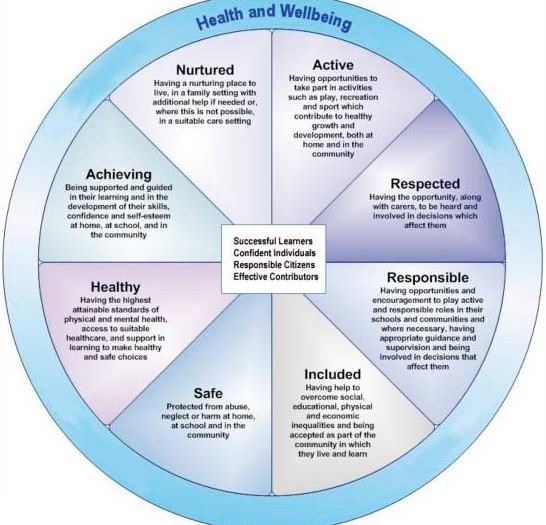 Health and Wellbeing
Nurtured
Having a nurturing place to
live, in a family setting with
additional help if needed or,
where this is not possible,
in a suitable care setting
Active
Having opportunities to
take part in activities
such as play, recreation
and sport which
contribute to healthy
growth and
development, both at
home and in the
community
Respected
Having the opportunity, along
with carers, to be heard and
involved in decisions which
affect them
Responsible
Having opportunities and
encouragement to play active
and responsible roles in their
schools and communities and
where necessary, having
appropriate guidance and
supervision and being
involved in decisions that
affect them
Included
Having help to
overcome social,
educational, physical
and economic
inequalities and being
accepted as part of the
community in which
they live and learn
Safe
Protected from abuse,
neglect or harm at home,
at school and in the
community
Healthy
Having the highest
attainable standards of
physical and mental health,
access to suitable
healthcare, and support in
learning to make healthy
and safe choices
Achieving
Being supported and guided
in their learning and in the
development of their skills,
confidence and self-esteem
at home, at school, and in
the community
Successful Learners
Confident Individuals
Responsible Citizens
Effective Contributors